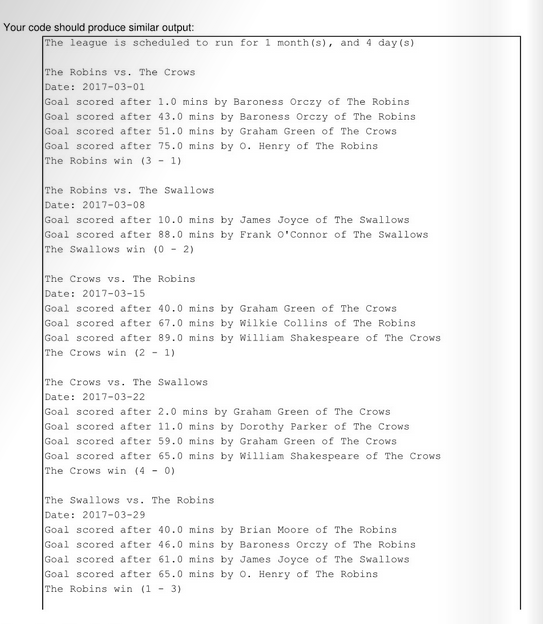 Your code should produce similar output:
The league is scheduled to run for 1 month(s), and 4 day(s)
The Robins vs. The Crows
Date: 2017-03-01
Goal scored after 1.0 mins by Baroness Orczy of The Robins
Goal scored after 43.0 mins by Baroness Orczy of The Robins
Goal scored after 51.0 mins by Graham Green of The Crows
Goal scored after 75.0 mins by O. Henry of The Robins
The Robins win (3 - 1)
The Robins vs. The Swallows
Date: 2017-03-08
Goal scored after 10.0 mins by James Joyce of The Swallows
Goal scored after 88.0 mins by Frank O'Connor of The Swallows
The Swallows win (0 - 2)
The Crows vs. The Robins
Date: 2017-03-15
Goal scored after 40.0 mins by Graham Green of The Crows
Goal scored after 67.0 mins by Wilkie Collins of The Robins
Goal scored after 89.0 mins by William Shakespeare of The Crows
The Crows win (2 - 1)
The Crows vs. The Swallows
Date: 2017-03-22
Goal scored after 2.0 mins by Graham Green of The Crows
Goal scored after 11.0 mins by Dorothy Parker of The Crows
Goal scored after 59.0 mins by Graham Green of The Crows
Goal scored after 65.0 mins by William Shakespeare of The Crows
The Crows win (4 - 0)
The Swallows vs. The Robins
Date: 2017-03-29
Goal scored after 40.0 mins by Brian Moore of The Robins
Goal scored after 46.0 mins by Baroness Orczy of The Robins
Goal scored after 61.0 mins by James Joyce of The Swallows
Goal scored after 65.0 mins by O. Henry of The Robins
The Robins win (1 - 3)